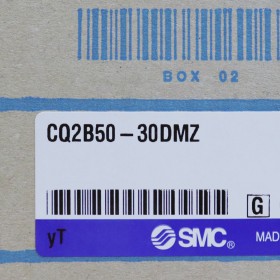 BOX 02
CQ2B50-30DMZ
G
yT SMC® MAD